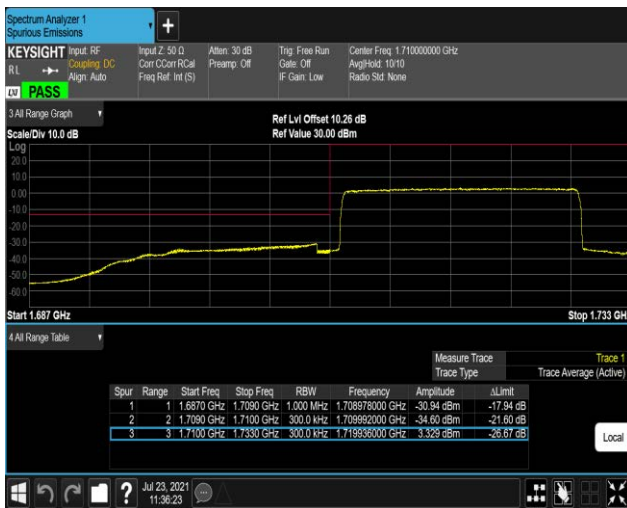 Spectrum Analyzer 1
Spurious Emissions
KEYSIGHT Input: RF Input Z: 50 Ω Atten: 30 dB Trig: Free Run Center Freq: 1.710000000 GHz
RL Coupling: DC Corr CCorr RCal Preamp: Off Gate: Off Avg|Hold: 10/10
Align: Auto Freq Ref: Int (S) IF Gain: Low Radio Std: None
LXI PASS
3 All Range Graph
Ref Lvl Offset 10.26 dB
Scale/Div 10.0 dB Ref Value 30.00 dBm
Log
20.0
10.0
0.00
-10.0
-20.0
-30.0
-40.0
-50.0
-60.0
Start 1.687 GHz Stop 1.733 GH
4 All Range Table
Measure Trace Trace 1
Trace Type Trace Average (Active)
Spur Range Start Freq Stop Freq RBW Frequency Amplitude ΔLimit
1 1 1.6870 GHz 1.7090 GHz 1.000 MHz 1.708978000 GHz -30.94 dBm -17.94 dB
2 2 1.7090 GHz 1.7100 GHz 300.0 kHz 1.709992000 GHz -34.60 dBm -21.60 dB
3 3 1.7100 GHz 1.7330 GHz 300.0 kHz 1.719936000 GHz 3.329 dBm -26.67 dB
Local
Jul 23, 2021
11:36:23